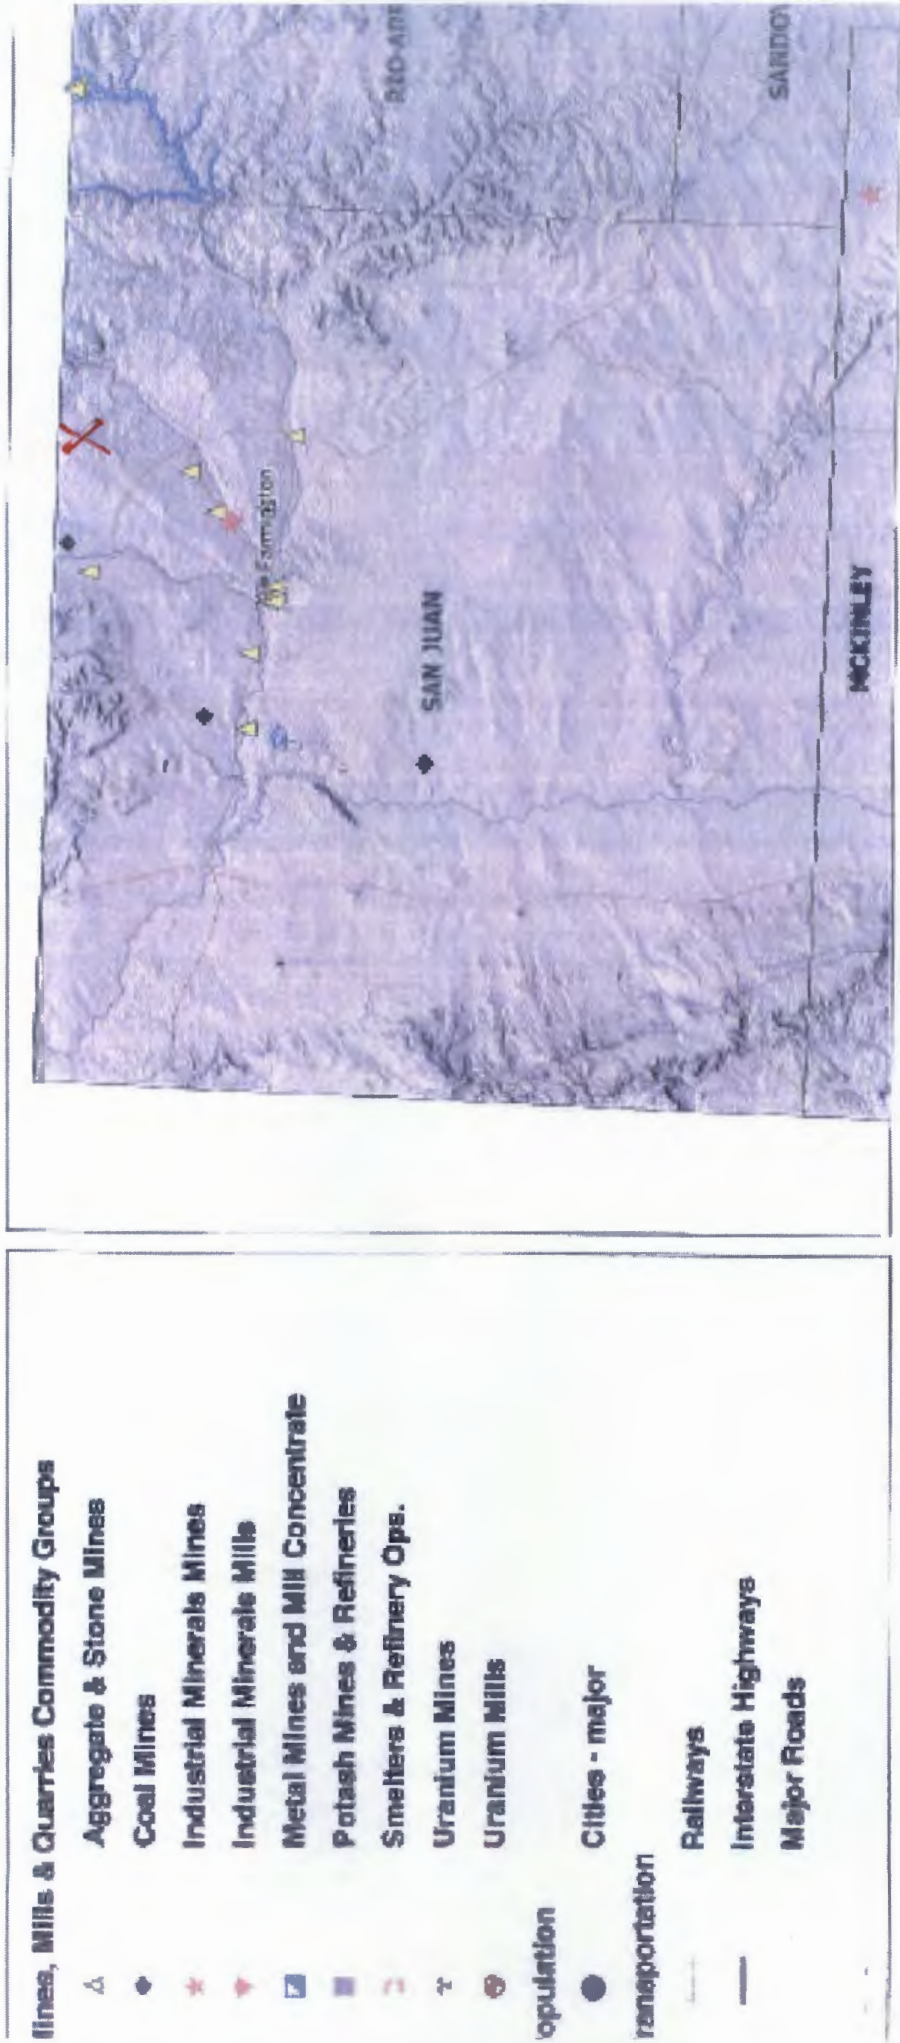 lines, Mills & Quarries Commodity Groups
Aggregate & Stone Mines
Coal Mines
Industrial Minerals Mines
Industrial Minerals Mills
Metal Mines and Mill Concentrate
Potash Mines & Refineries
Smelters & Refinery Ops.
Uranium Mines
Uranium Mills
opulation
Cities - major
ransportation
Railways
Interstate Highways
Major Roads
Farmington
SAN JUAN
MCKINLEY
RIO ARR
SANDOV